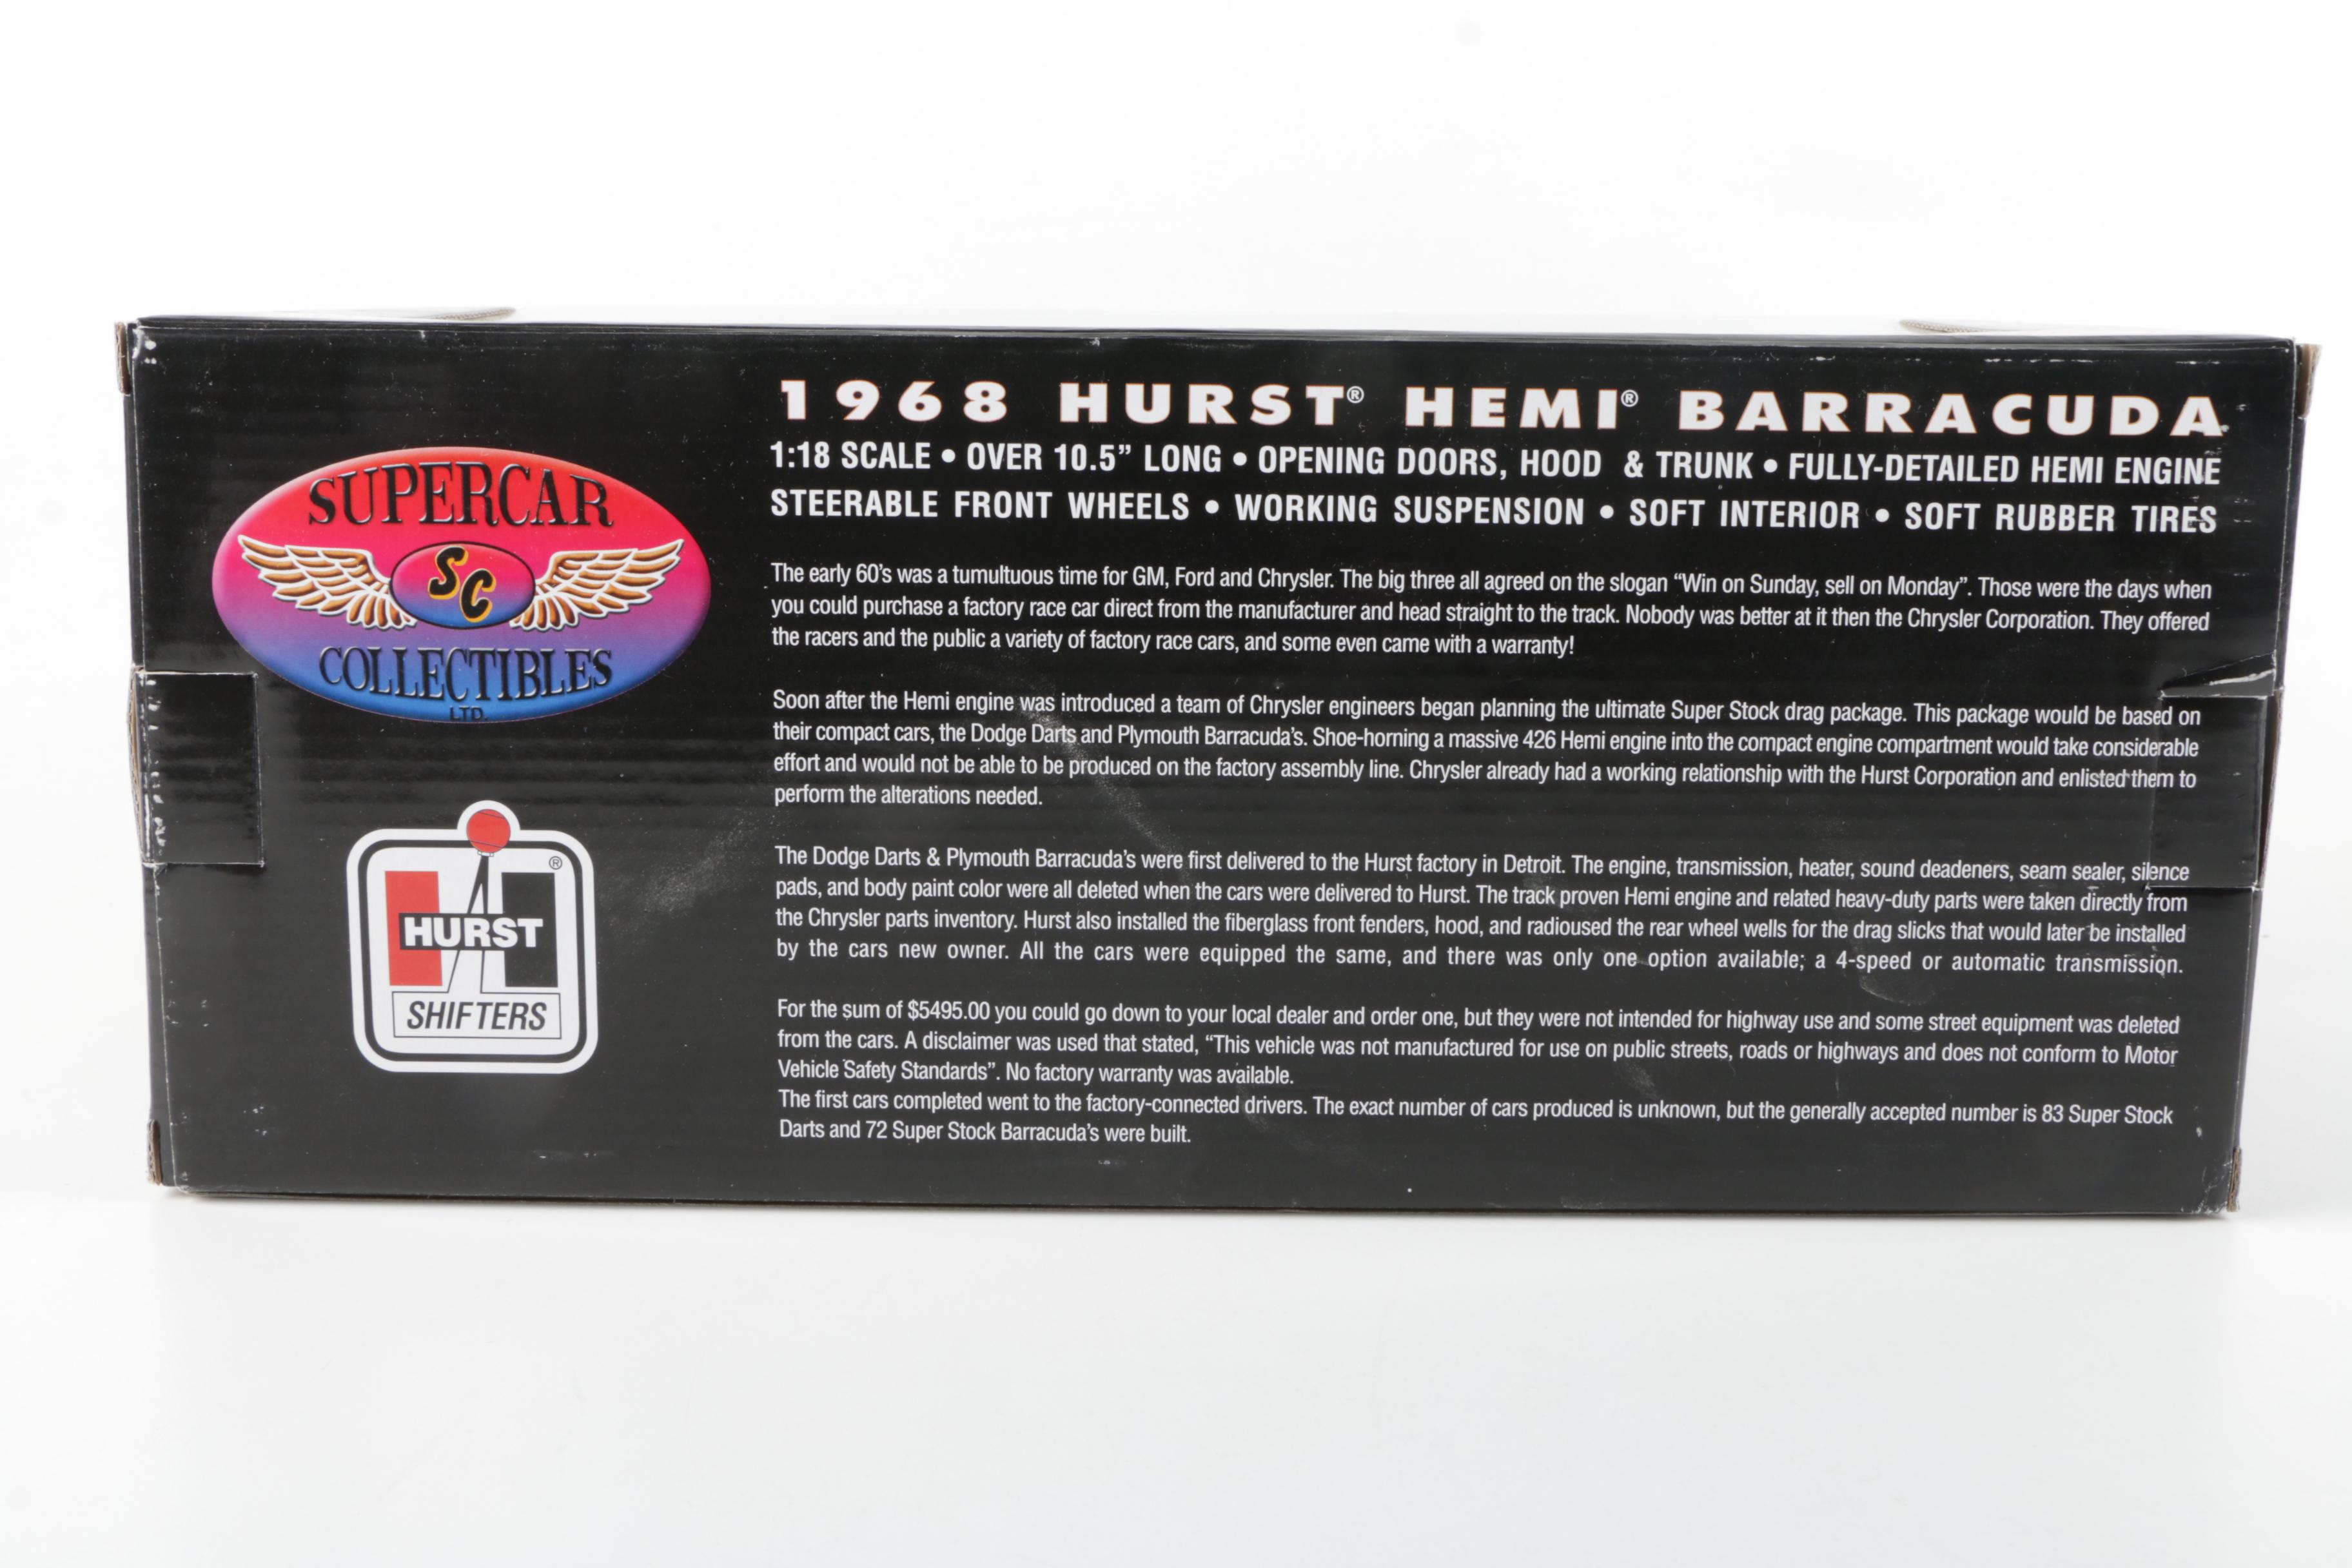 SUPERCAR
SC
COLLECTIBLES
LTD.
HURST
SHIFTERS
®
1968 HURST® HEMI® BARRACUDA
1:18 SCALE • OVER 10.5” LONG • OPENING DOORS, HOOD & TRUNK • FULLY-DETAILED HEMI ENGINE
STEERABLE FRONT WHEELS • WORKING SUSPENSION • SOFT INTERIOR • SOFT RUBBER TIRES
The early 60’s was a tumultuous time for GM, Ford and Chrysler. The big three all agreed on the slogan “Win on Sunday, sell on Monday”. Those were the days when
you could purchase a factory race car direct from the manufacturer and head straight to the track. Nobody was better at it then the Chrysler Corporation. They offered
the racers and the public a variety of factory race cars, and some even came with a warranty!
Soon after the Hemi engine was introduced a team of Chrysler engineers began planning the ultimate Super Stock drag package. This package would be based on
their compact cars, the Dodge Darts and Plymouth Barracuda’s. Shoe-horning a massive 426 Hemi engine into the compact engine compartment would take considerable
effort and would not be able to be produced on the factory assembly line. Chrysler already had a working relationship with the Hurst Corporation and enlisted them to
perform the alterations needed.
The Dodge Darts & Plymouth Barracuda’s were first delivered to the Hurst factory in Detroit. The engine, transmission, heater, sound deadeners, seam sealer, silence
pads, and body paint color were all deleted when the cars were delivered to Hurst. The track proven Hemi engine and related heavy-duty parts were taken directly from
the Chrysler parts inventory. Hurst also installed the fiberglass front fenders, hood, and radioused the rear wheel wells for the drag slicks that would later be installed
by the cars new owner. All the cars were equipped the same, and there was only one option available; a 4-speed or automatic transmission.
For the sum of $5495.00 you could go down to your local dealer and order one, but they were not intended for highway use and some street equipment was deleted
from the cars. A disclaimer was used that stated, “This vehicle was not manufactured for use on public streets, roads or highways and does not conform to Motor
Vehicle Safety Standards”. No factory warranty was available.
The first cars completed went to the factory-connected drivers. The exact number of cars produced is unknown, but the generally accepted number is 83 Super Stock
Darts and 72 Super Stock Barracuda’s were built.